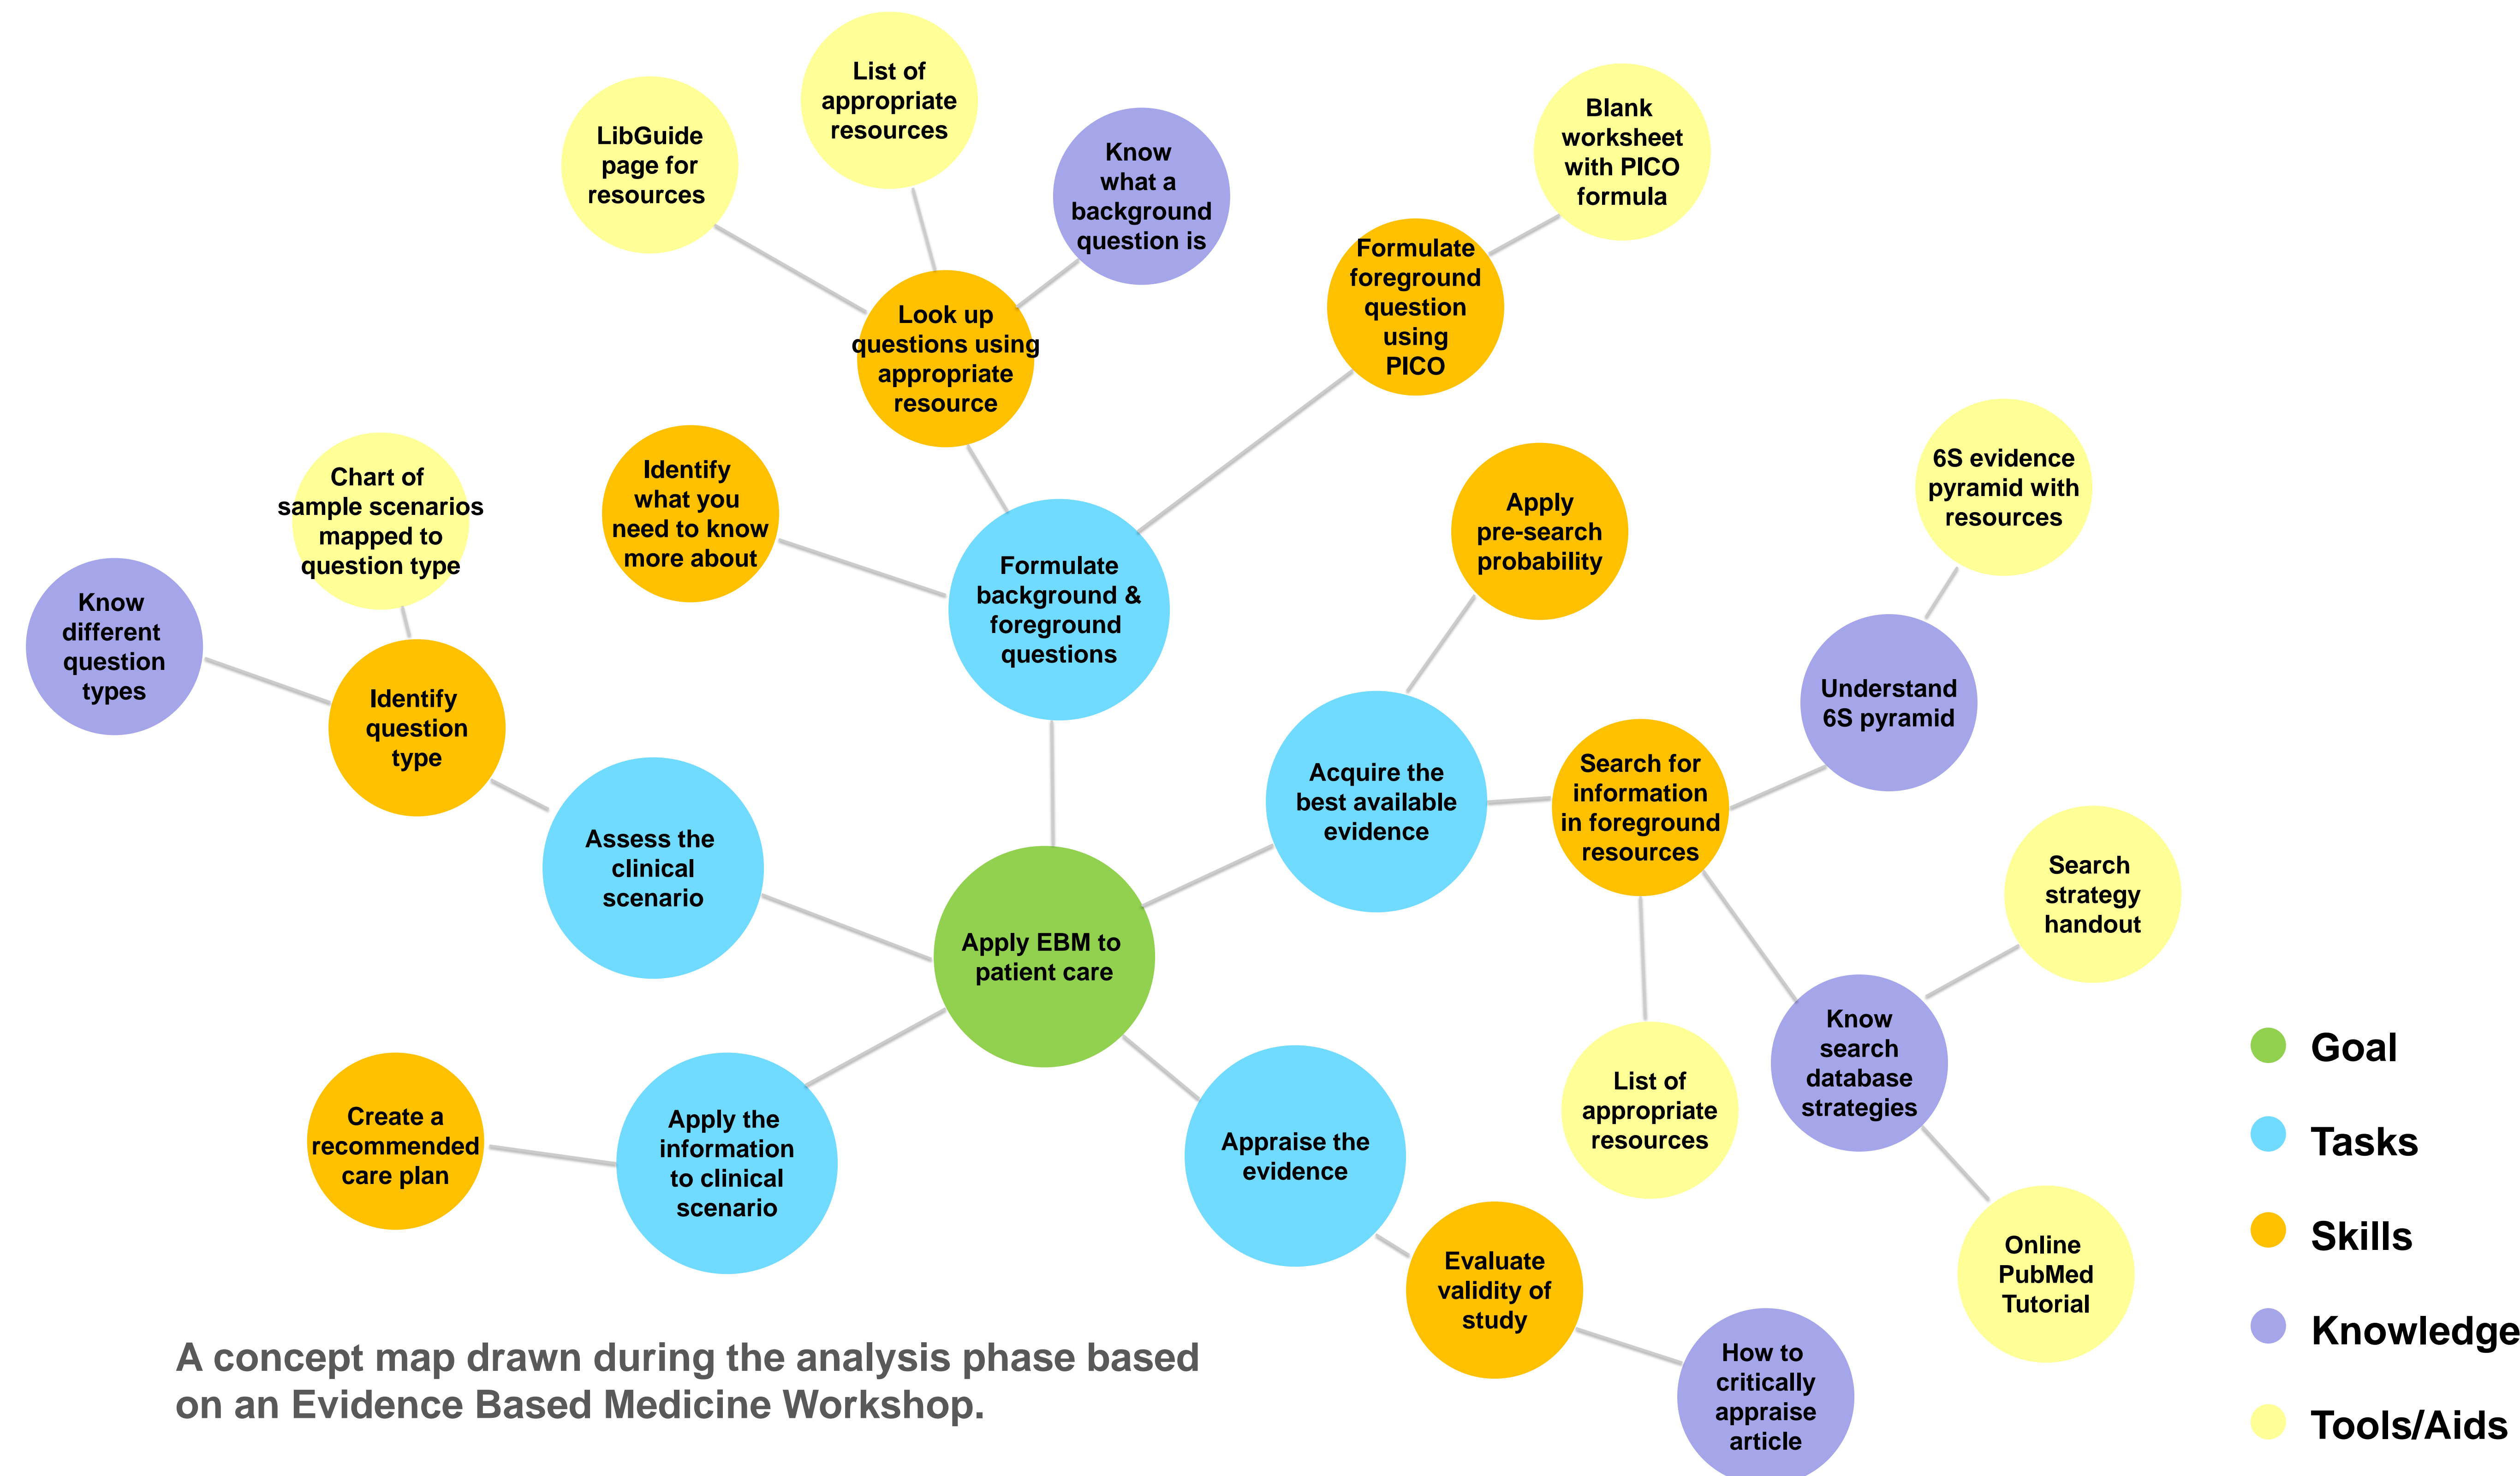 List of
appropriate
resources
LibGuide
page for
resources
Know
what a
background
question is
Blank
worksheet
with PICO
formula
Look up
questions using
appropriate
resource
Formulate
foreground
question
using
PICO
Identify
what you
need to know
more about
Chart of
sample scenarios
mapped to
question type
Know
different
question
types
Identify
question
type
Formulate
background &
foreground
questions
Apply
pre-search
probability
6S evidence
pyramid with
resources
Understand
6S pyramid
Acquire the
best available
evidence
Search for
information
in foreground
resources
Search
strategy
handout
Assess the
clinical
scenario
Apply EBM to
patient care
Know
search
database
strategies
List of
appropriate
resources
Create a
recommended
care plan
Apply the
information
to clinical
scenario
Appraise the
evidence
Evaluate
validity of
study
Online
PubMed
Tutorial
How to
critically
appraise
article
Goal
Tasks
Skills
Knowledge
Tools/Aids
A concept map drawn during the analysis phase based
on an Evidence Based Medicine Workshop.